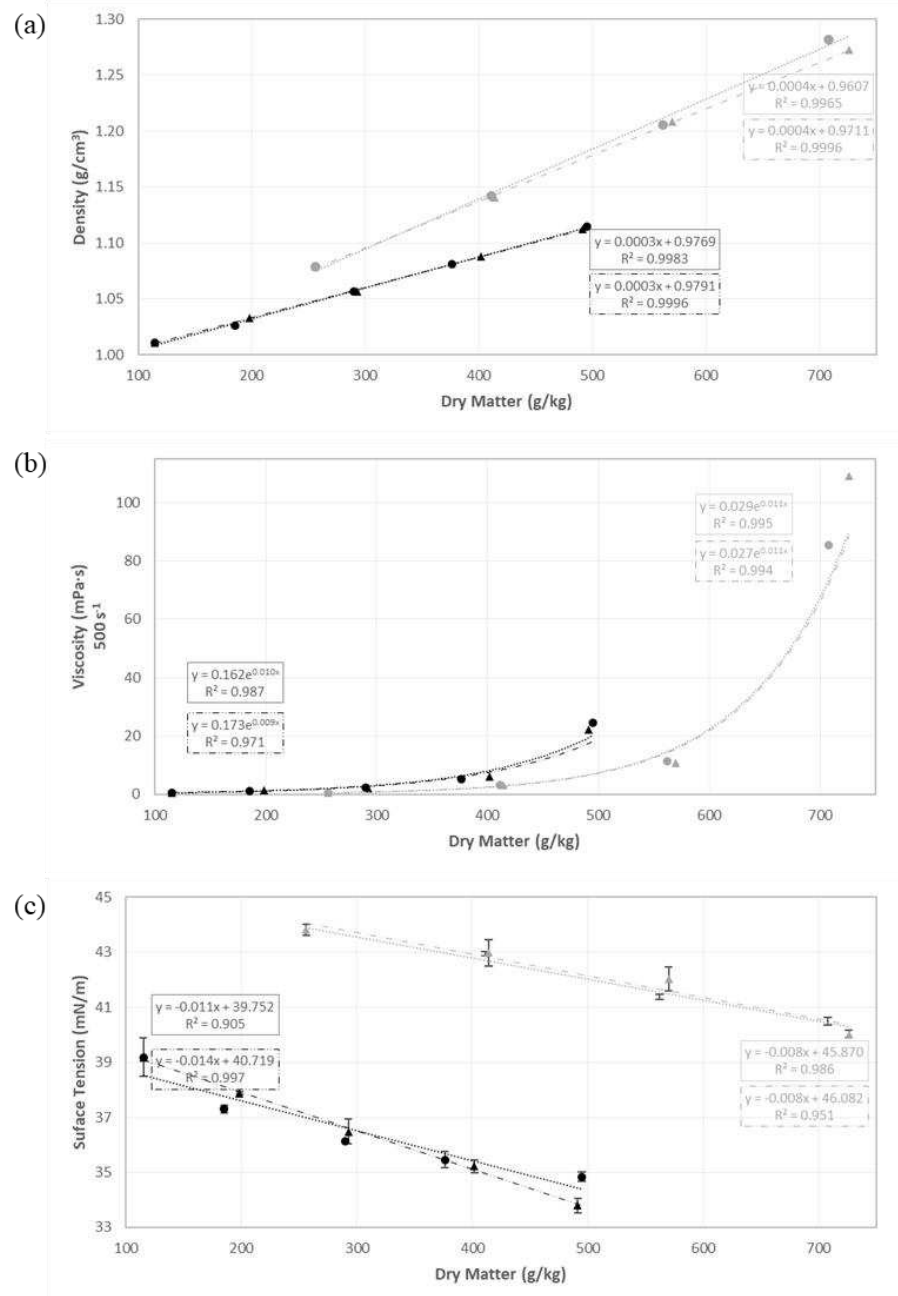 (a)
1.30
1.25
1.20
1.15
1.10
1.05
1.00
Density (g/cm³)
y = 0.0004x + 0.9607
R² = 0.9965
y = 0.0004x + 0.9711
R² = 0.9996
y = 0.0003x + 0.9769
R² = 0.9983
y = 0.0003x + 0.9791
R² = 0.9996
100 200 300 400 500 600 700
Dry Matter (g/kg)
(b)
100
80
60
40
20
0
Viscosity (mPa·s)
500 s⁻¹
y = 0.029e^0.011x
R² = 0.995
y = 0.027e^0.011x
R² = 0.994
y = 0.162e^0.010x
R² = 0.987
y = 0.173e^0.009x
R² = 0.971
100 200 300 400 500 600 700
Dry Matter (g/kg)
(c)
45
43
41
39
37
35
33
Suface Tension (mN/m)
y = -0.011x + 39.752
R² = 0.905
y = -0.014x + 40.719
R² = 0.997
y = -0.008x + 45.870
R² = 0.986
y = -0.008x + 46.082
R² = 0.951
100 200 300 400 500 600 700
Dry Matter (g/kg)